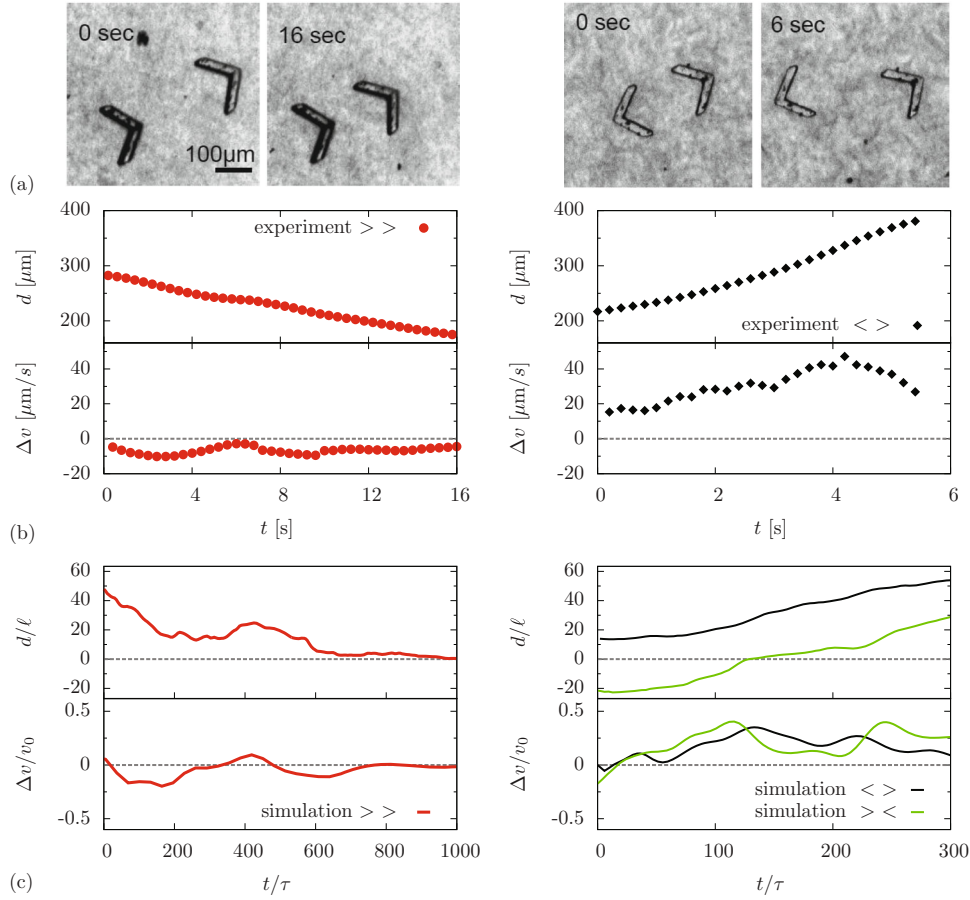 0 sec
16 sec
100µm
0 sec
6 sec
(a)
400
300
200
d [µm]
experiment > >
40
20
0
-20
Δv [µm/s]
0 4 8 12 16
t [s]
400
300
200
d [µm]
experiment < >
40
20
0
-20
Δv [µm/s]
0 2 4 6
t [s]
(b)
60
40
20
0
-20
d/ℓ
0.5
0
-0.5
Δv/v₀
simulation > >
0 200 400 600 800 1000
t/τ
60
40
20
0
-20
d/ℓ
0.5
0
-0.5
Δv/v₀
simulation < >
simulation > <
0 100 200 300
t/τ
(c)